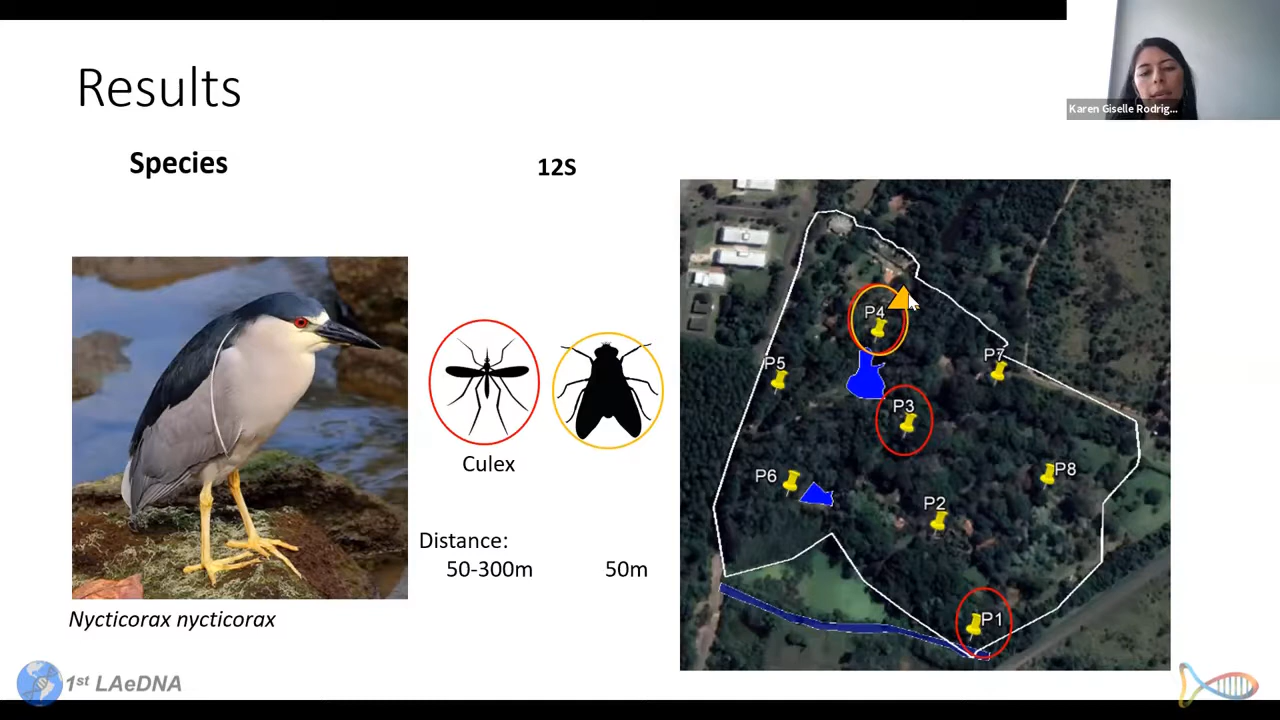 Results
Karen Giselle Rodrig...
Species
12S
P4
P5
P7
P3
P6
P8
P2
P1
Culex
Distance:
50-300m
50m
Nycticorax nycticorax
1st LAeDNA